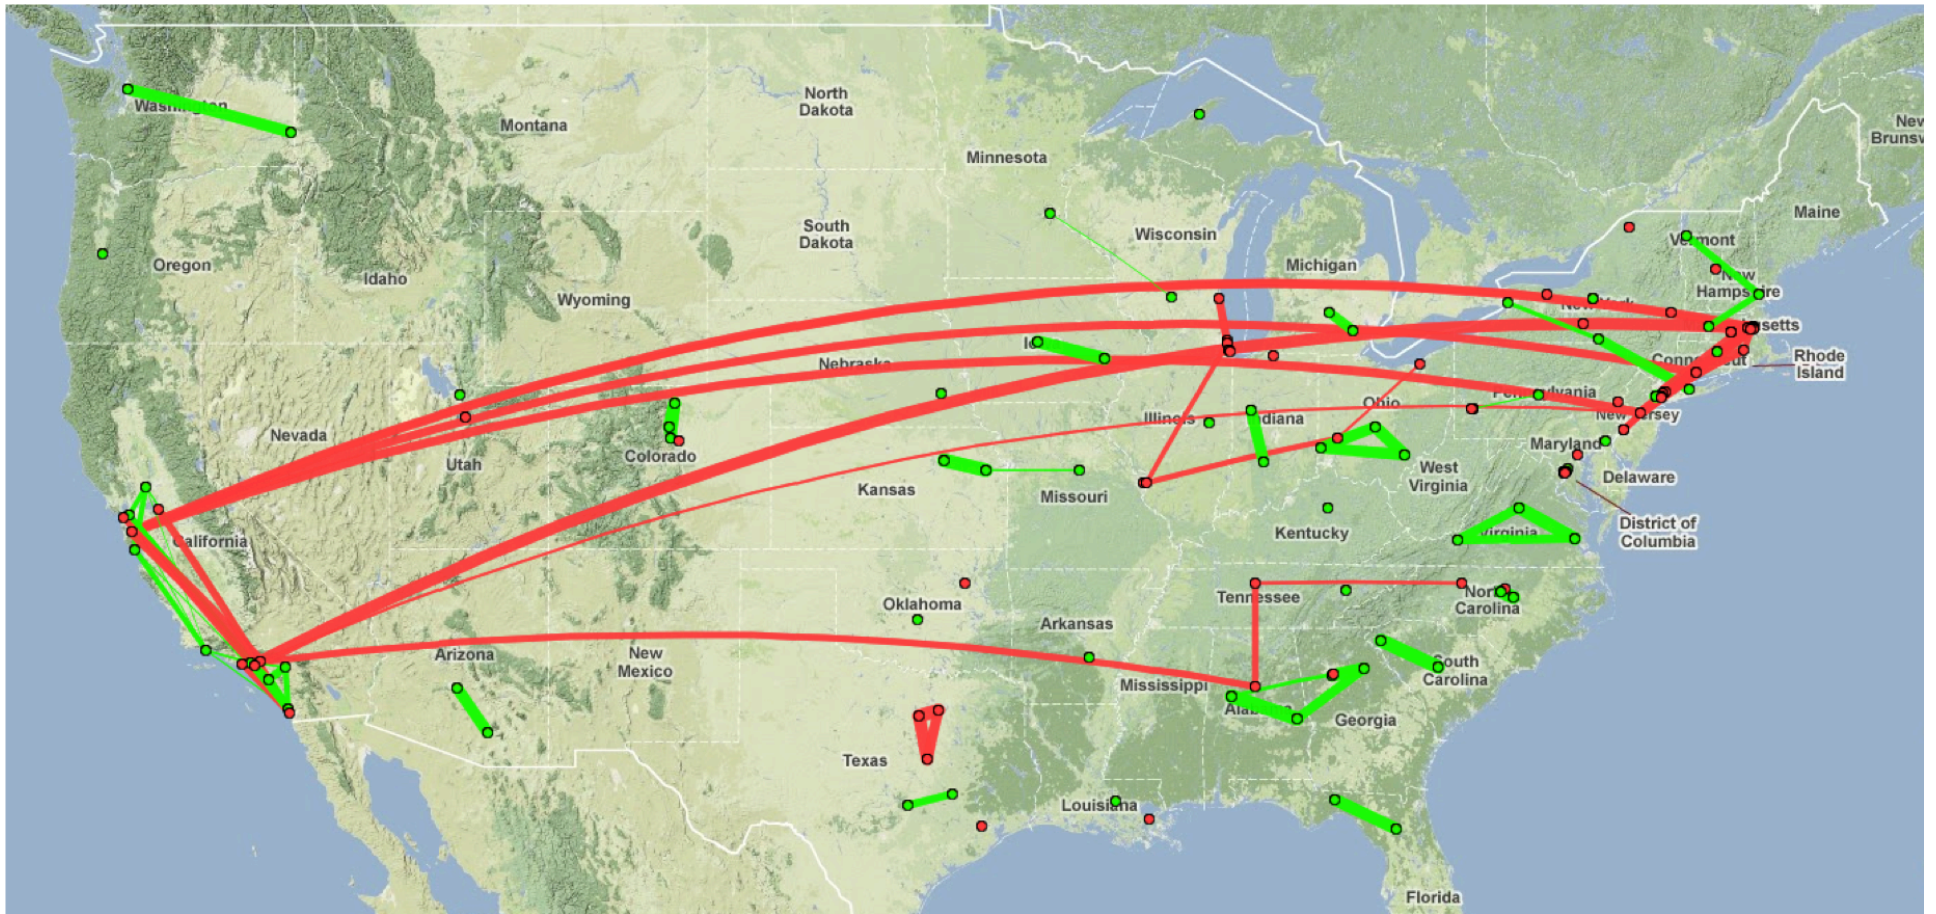 Washington
Montana
North
Dakota
Minnesota
New
Maine
Vermont
South
Dakota
Wisconsin
Oregon
Idaho
Michigan
New
Hampshire
Wyoming
New York
Nebraska
Rhode
Island
Pennsylvania
Ohio
Illinois
Indiana
New Jersey
Nevada
Maryland
Colorado
Utah
West
Virginia
Delaware
Kansas
Missouri
District of
Columbia
California
Kentucky
Virginia
Tennessee
North
Carolina
Oklahoma
Arkansas
Arizona
New
Mexico
South
Carolina
Mississippi
Alabama
Georgia
Texas
Louisiana
Florida